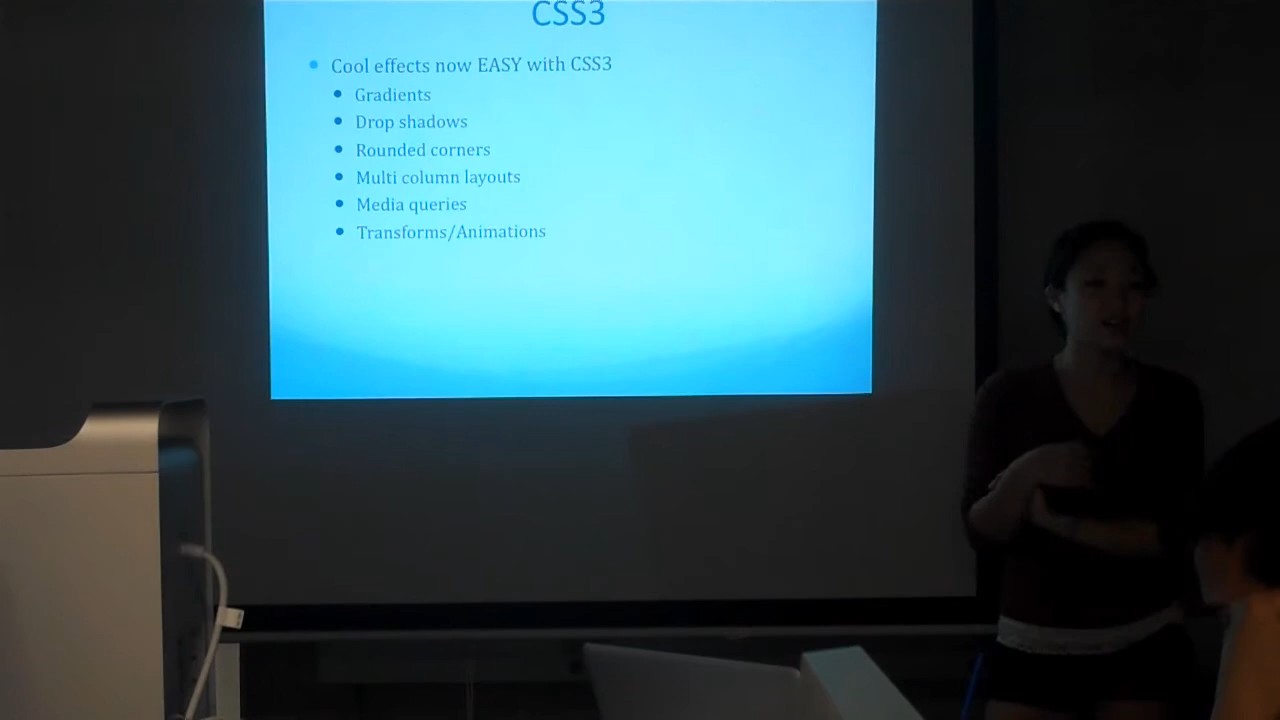 CSS3
Cool effects now EASY with CSS3
Gradients
Drop shadows
Rounded corners
Multi column layouts
Media queries
Transforms/Animations